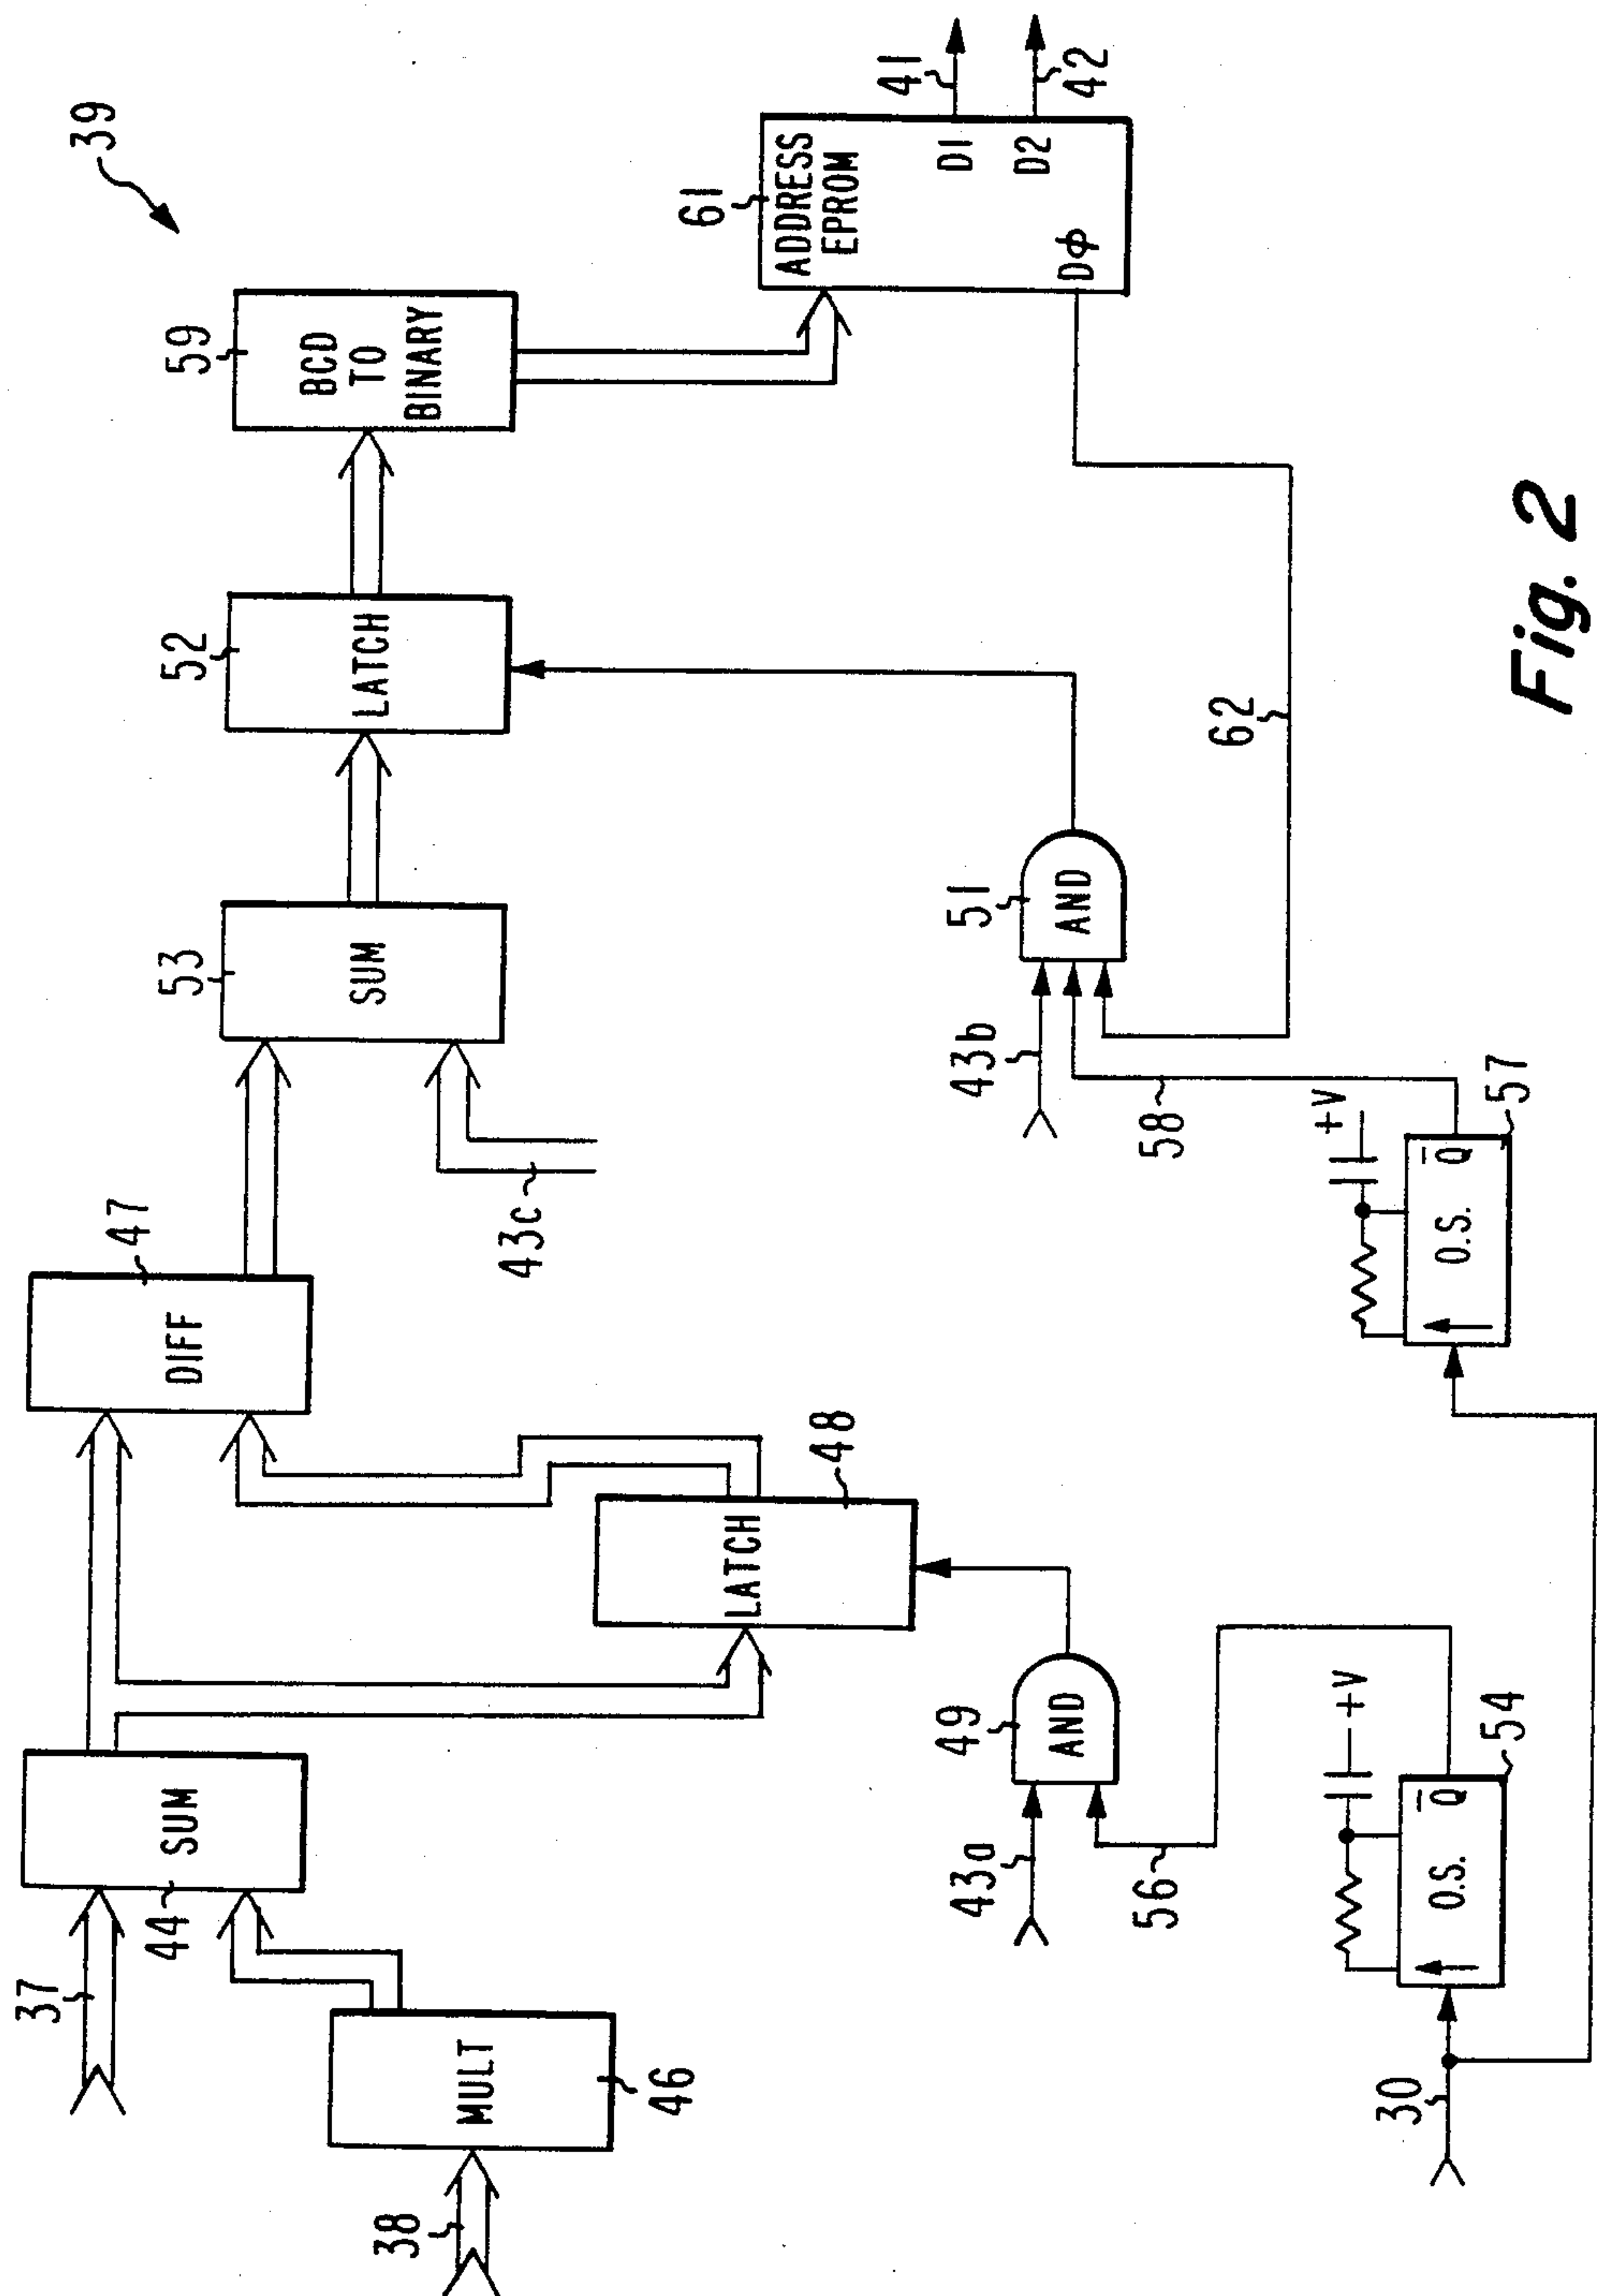 39
37
44
SUM
38
MULT
46
47
DIFF
LATCH
48
43c
53
SUM
52
LATCH
59
BCD
TO
BINARY
61
ADDRESS
EPROM
D1
D2
Dϕ
41
42
43a
49
AND
56
30
O.S.
Q̅
54
+V
43b
51
AND
58
62
O.S.
Q̅
57
+V
Fig. 2